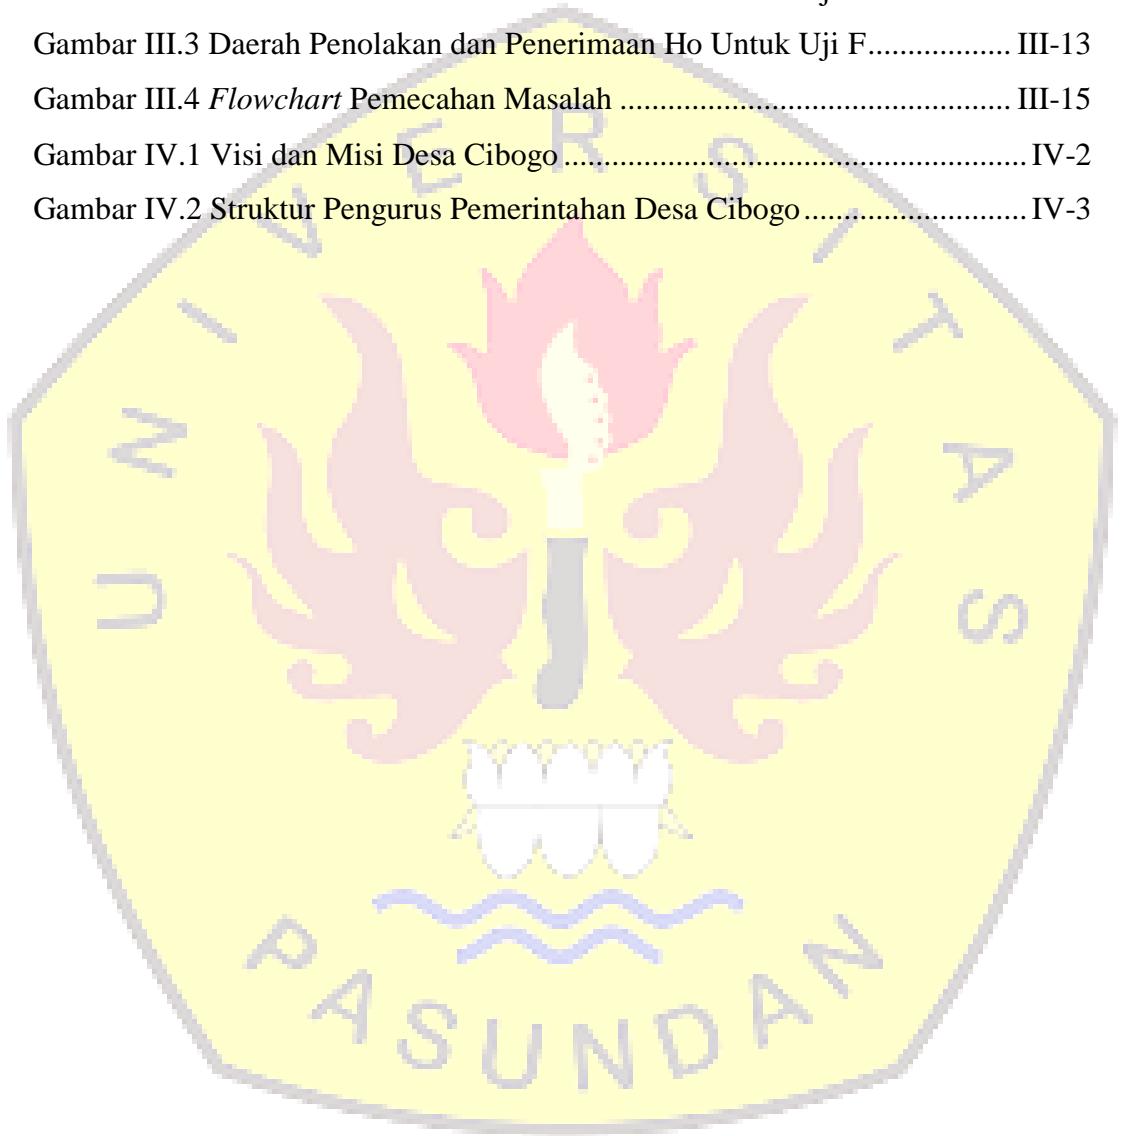 Gambar III.3 Daerah Penolakan dan Penerimaan Ho Untuk Uji F................. III-13
Gambar III.4 Flowchart Pemecahan Masalah ................................................ III-15
Gambar IV.1 Visi dan Misi Desa Cibogo......................................................... IV-2
Gambar IV.2 Struktur Pengurus Pemerintahan Desa Cibogo........................... IV-3
UNIVERSITAS
PASUNDAN